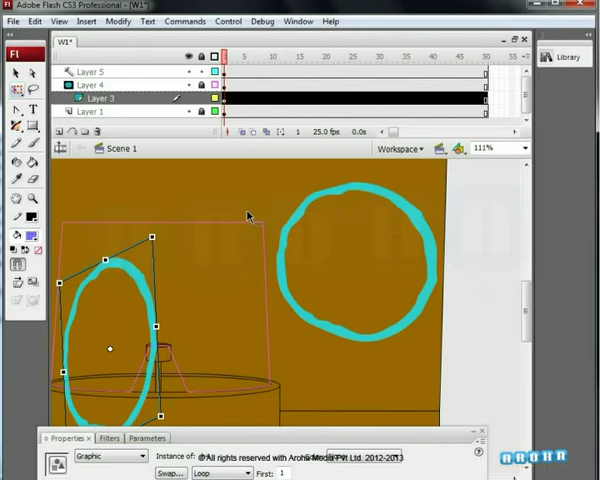 Adobe Flash CS3 Professional - [W1*]
File Edit View Insert Modify Text Commands Control Debug Window Help
Fl
W1*
Library
5 10 15 20 25 30 35 40 45 50 55
Layer 5
Layer 4
Layer 3
Layer 1
1 25.0 fps 0.0s
Scene 1
Workspace
111%
Properties Filters Parameters
Graphic
Instance of:
© All rights reserved with Aroha Media Pvt Ltd. 2012-2013
Swap...
Loop
First: 1
AROHA